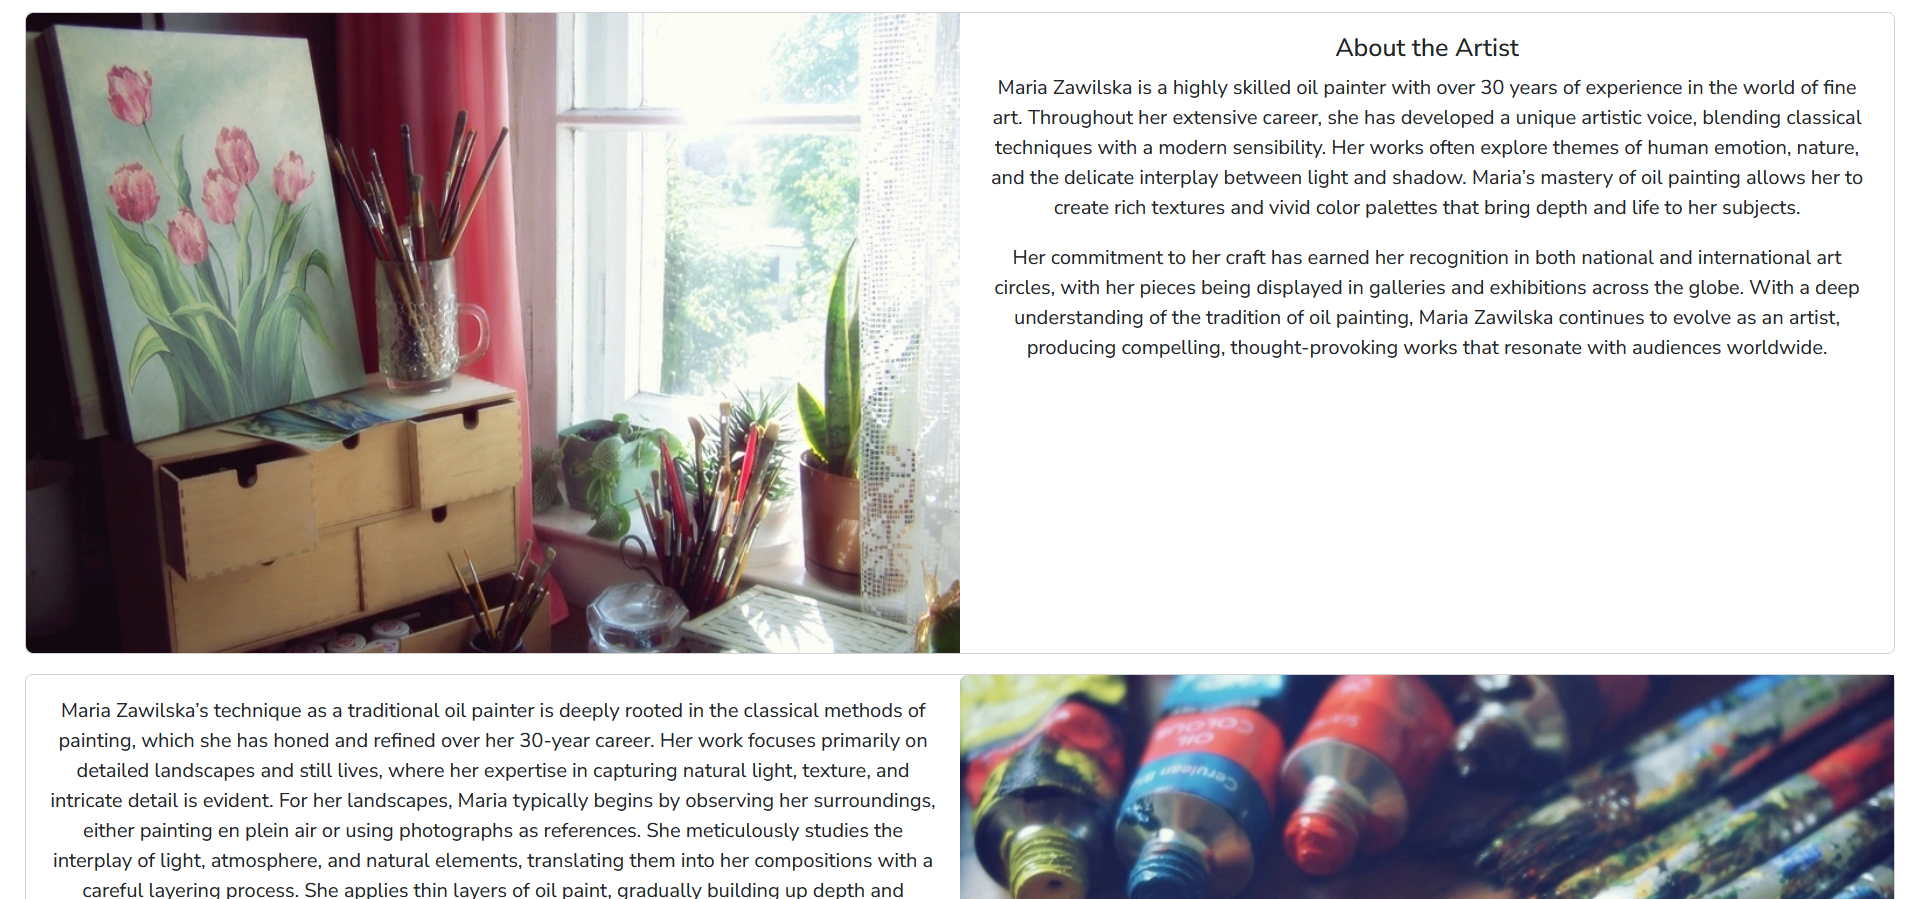 About the Artist
Maria Zawilska is a highly skilled oil painter with over 30 years of experience in the world of fine
art. Throughout her extensive career, she has developed a unique artistic voice, blending classical
techniques with a modern sensibility. Her works often explore themes of human emotion, nature,
and the delicate interplay between light and shadow. Maria’s mastery of oil painting allows her to
create rich textures and vivid color palettes that bring depth and life to her subjects.
Her commitment to her craft has earned her recognition in both national and international art
circles, with her pieces being displayed in galleries and exhibitions across the globe. With a deep
understanding of the tradition of oil painting, Maria Zawilska continues to evolve as an artist,
producing compelling, thought-provoking works that resonate with audiences worldwide.
Maria Zawilska’s technique as a traditional oil painter is deeply rooted in the classical methods of
painting, which she has honed and refined over her 30-year career. Her work focuses primarily on
detailed landscapes and still lives, where her expertise in capturing natural light, texture, and
intricate detail is evident. For her landscapes, Maria typically begins by observing her surroundings,
either painting en plein air or using photographs as references. She meticulously studies the
interplay of light, atmosphere, and natural elements, translating them into her compositions with a
careful layering process. She applies thin layers of oil paint, gradually building up depth and
OIL
COLOUR
Cerulean